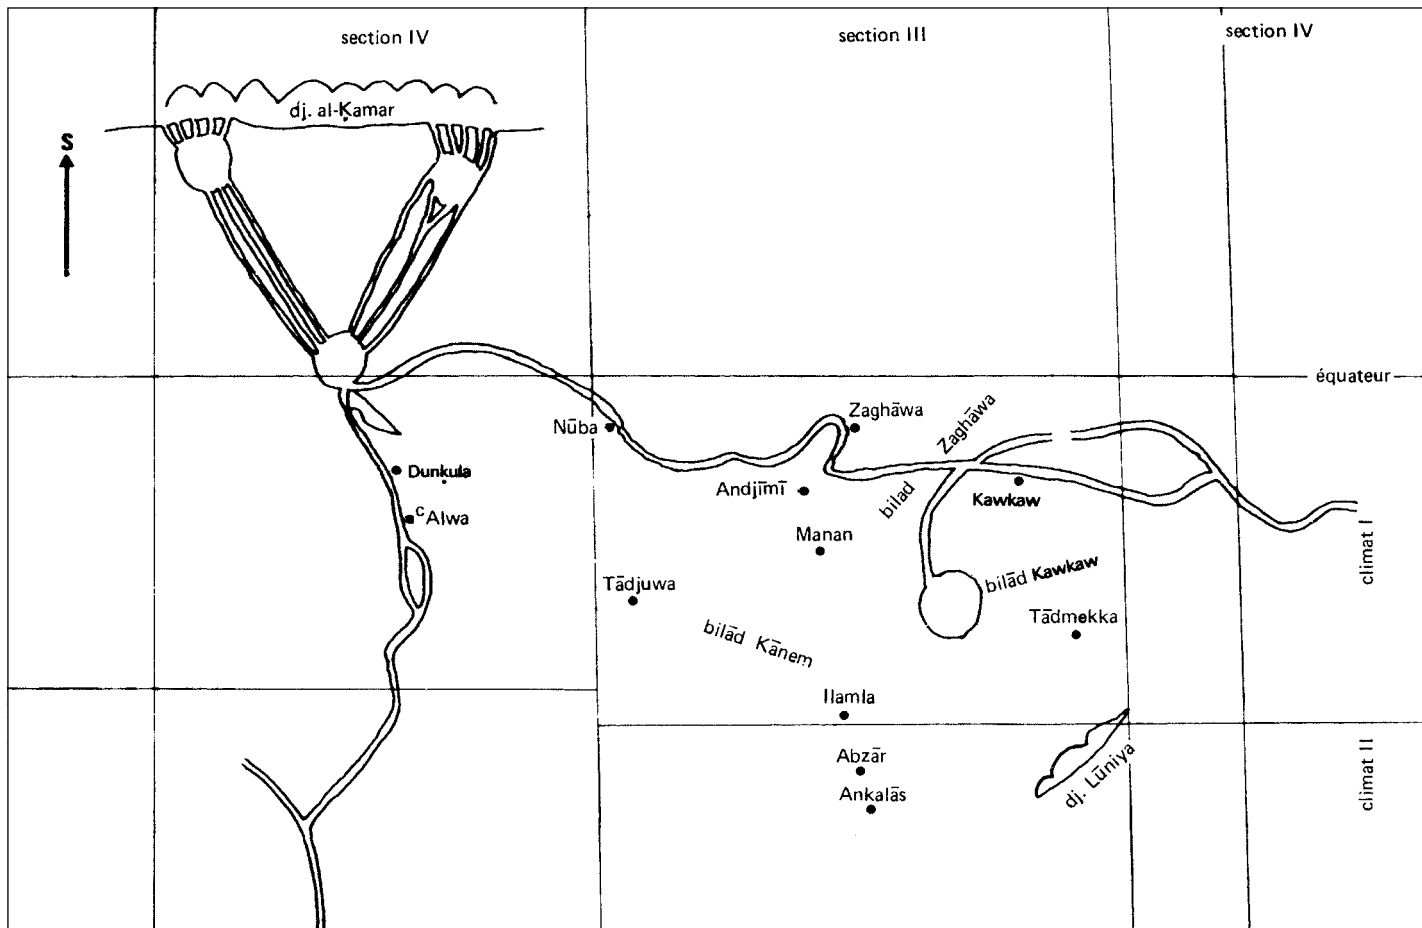 section IV
section III
section IV
dj. al-Ḳamar
S
équateur
Zaghāwa
Nūba
bilad Zaghāwa
Dunḳula
Andjīmī
Kawkaw
cAlwa
Manan
climat I
bilād Kawkaw
Tādjuwa
Tādmekka
bilād Kānem
Ilamla
Abzār
dj. Lūniya
climat II
Ankalās